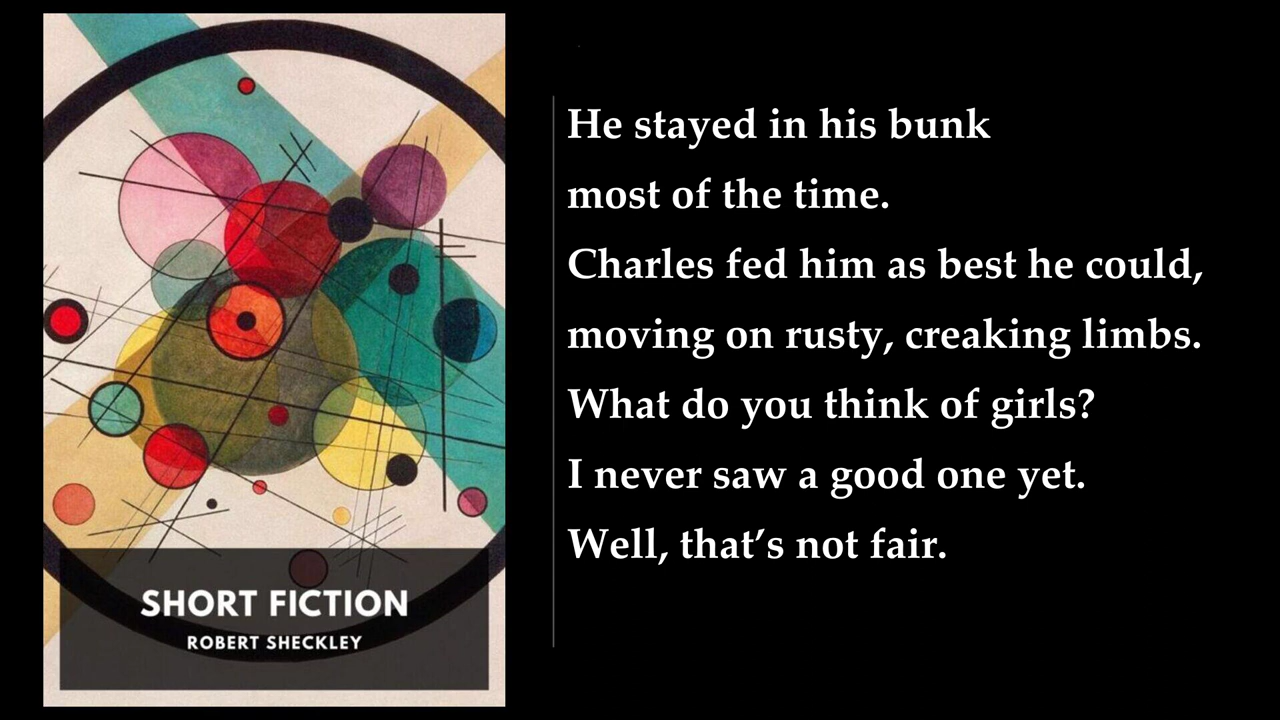 He stayed in his bunk
most of the time.
Charles fed him as best he could,
moving on rusty, creaking limbs.
What do you think of girls?
I never saw a good one yet.
Well, that’s not fair.
SHORT FICTION
ROBERT SHECKLEY